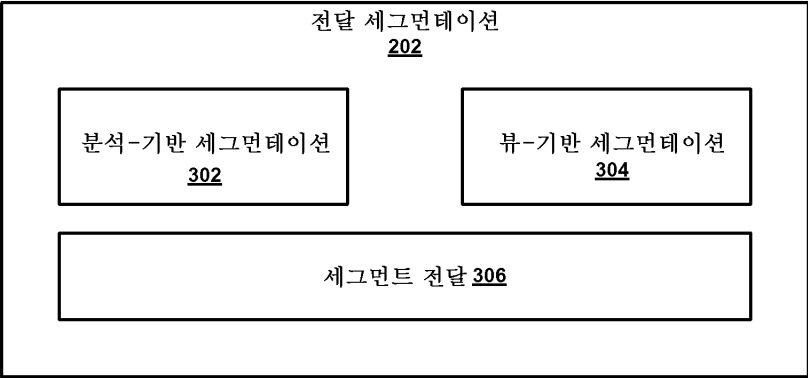 전달 세그먼테이션
202
분석-기반 세그먼테이션
302
뷰-기반 세그먼테이션
304
세그먼트 전달 306